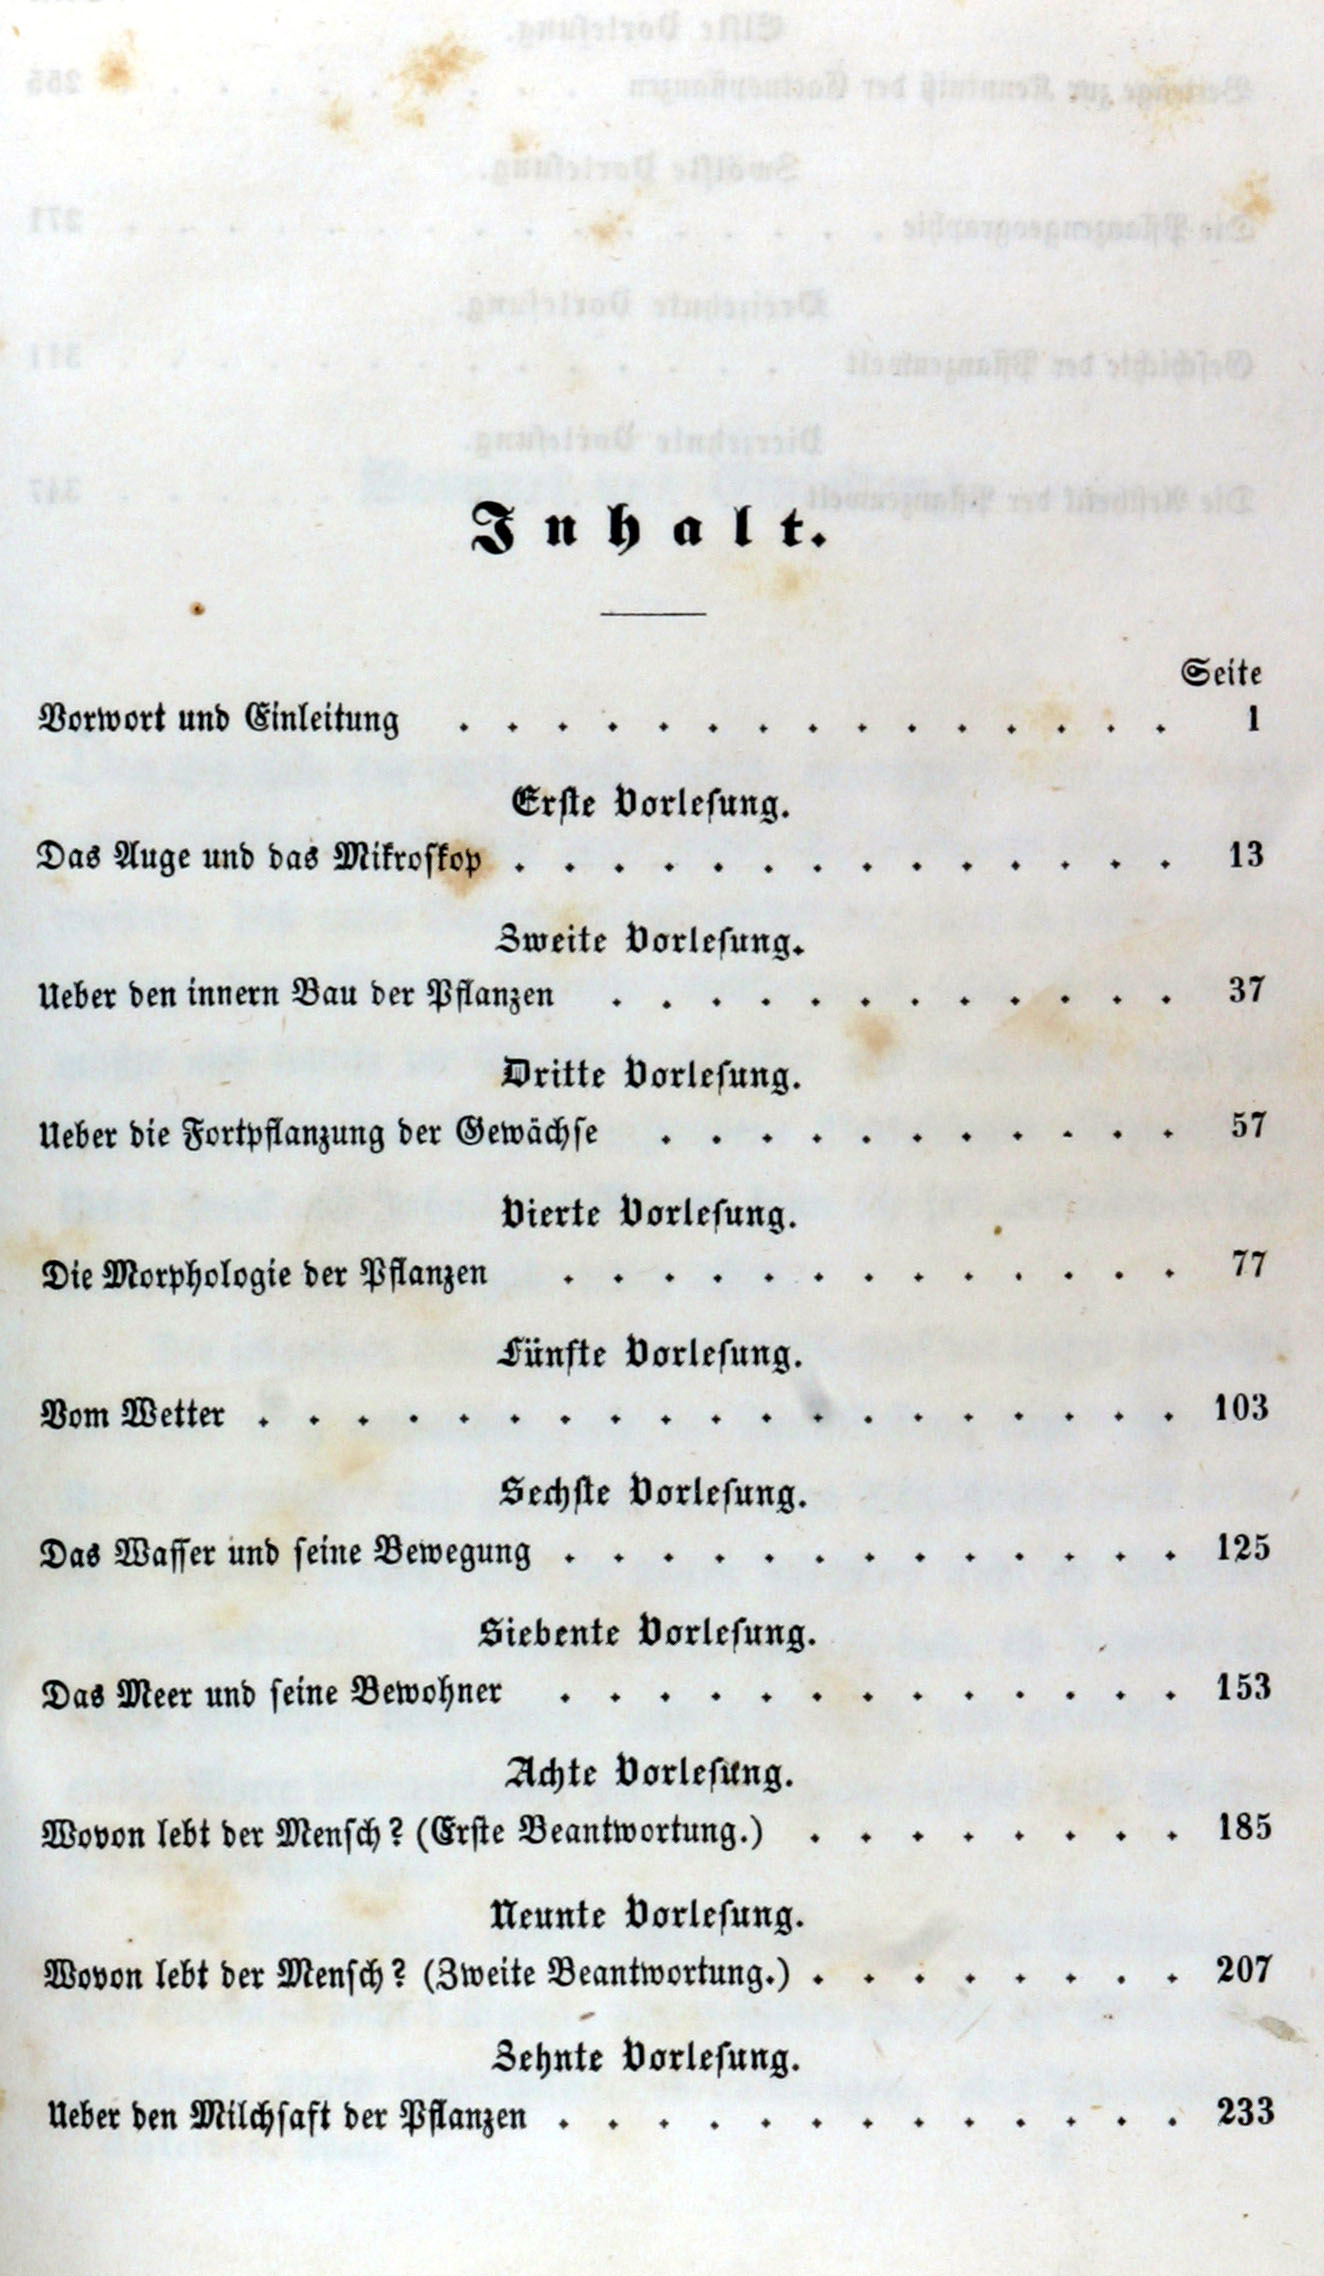 Inhalt.
Seite
Vorwort und Einleitung . . . . . . . . . . . . . . . 1
Erste Vorlesung.
Das Auge und das Mikroskop . . . . . . . . . . . . . . 13
Zweite Vorlesung.
Ueber den innern Bau der Pflanzen . . . . . . . . . . . . 37
Dritte Vorlesung.
Ueber die Fortpflanzung der Gewächse . . . . . . . . . . . 57
Vierte Vorlesung.
Die Morphologie der Pflanzen . . . . . . . . . . . . . 77
Fünfte Vorlesung.
Vom Wetter . . . . . . . . . . . . . . . . . . . 103
Sechste Vorlesung.
Das Wasser und seine Bewegung . . . . . . . . . . . . . 125
Siebente Vorlesung.
Das Meer und seine Bewohner . . . . . . . . . . . . . 153
Achte Vorlesung.
Wovon lebt der Mensch? (Erste Beantwortung.) . . . . . . . . 185
Neunte Vorlesung.
Wovon lebt der Mensch? (Zweite Beantwortung.) . . . . . . . . 207
Zehnte Vorlesung.
Ueber den Milchsaft der Pflanzen . . . . . . . . . . . . . 233